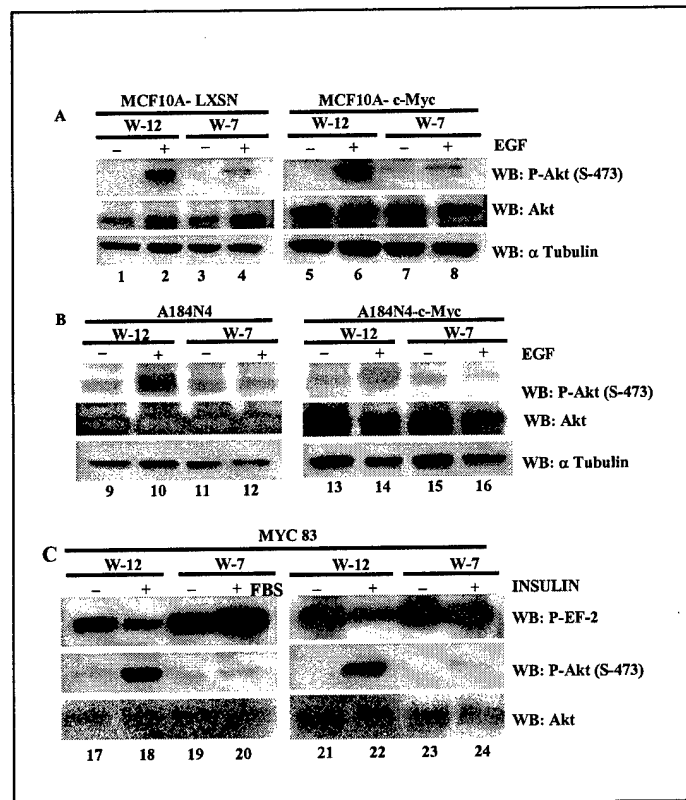 A
MCF10A- LXSN MCF10A- c-Myc
W-12 W-7 W-12 W-7
– + – + – + – + EGF
WB: P-Akt (S-473)
WB: Akt
WB: α Tubulin
1 2 3 4 5 6 7 8
B
A184N4 A184N4-c-Myc
W-12 W-7 W-12 W-7
– + – + – + – + EGF
WB: P-Akt (S-473)
WB: Akt
WB: α Tubulin
9 10 11 12 13 14 15 16
C
MYC 83
W-12 W-7 W-12 W-7
– + – + FBS – + – + INSULIN
WB: P-EF-2
WB: P-Akt (S-473)
WB: Akt
17 18 19 20 21 22 23 24